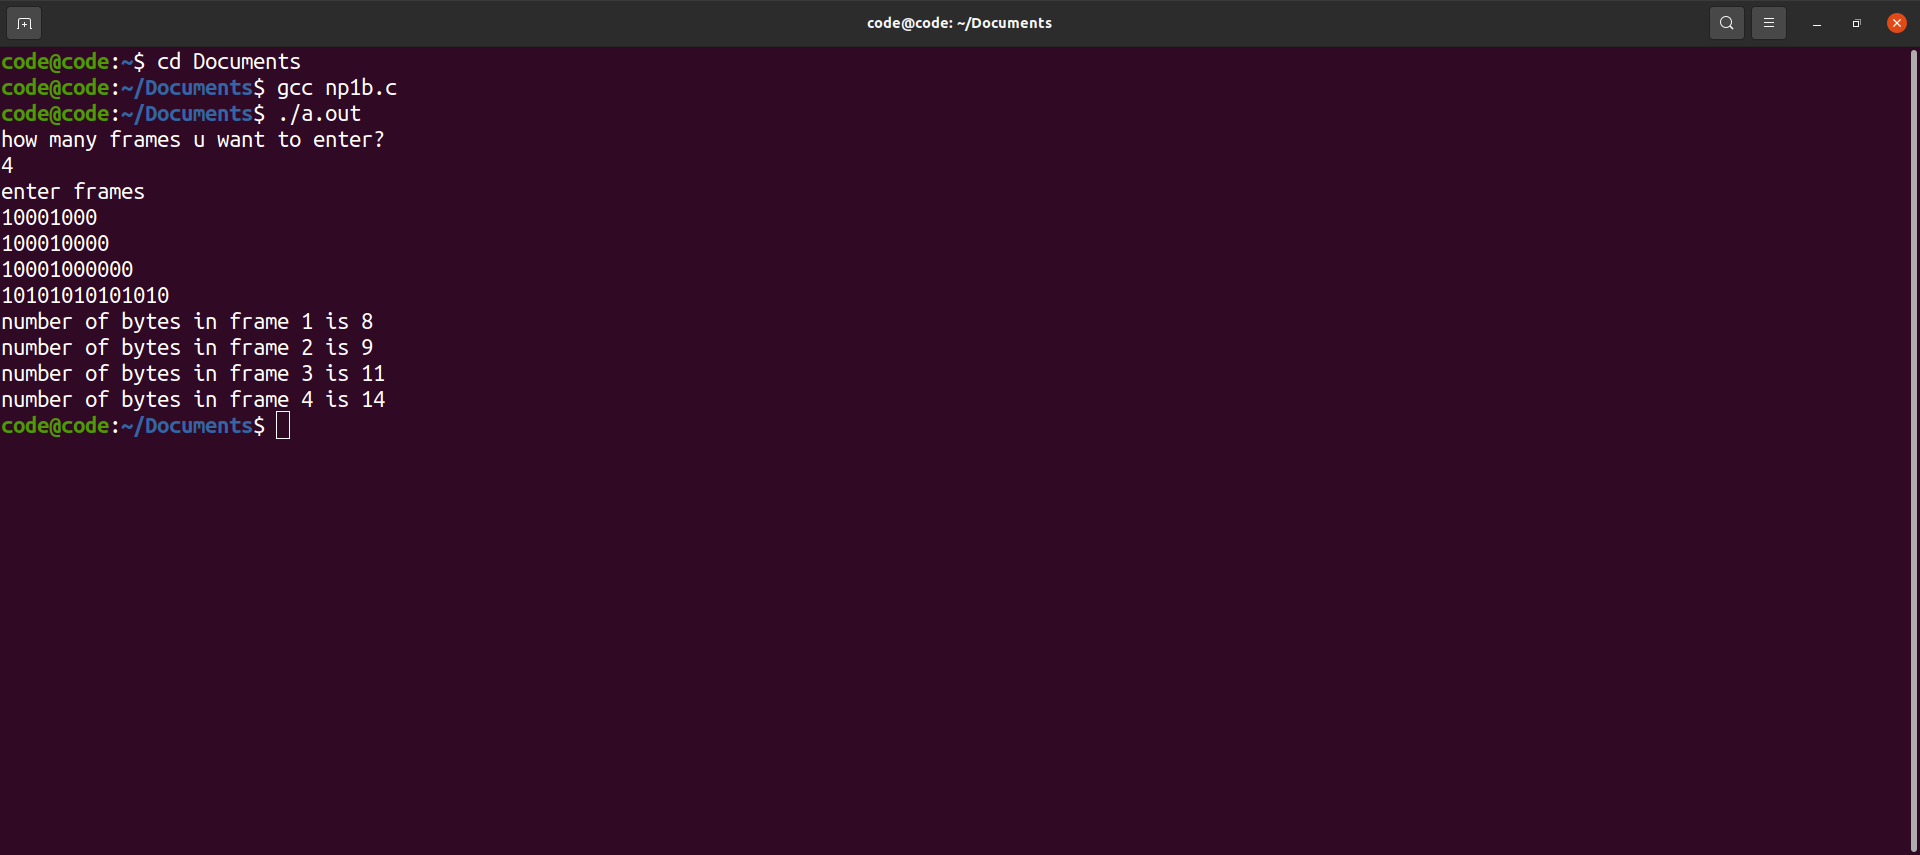 code@code: ~/Documents
code@code:~$ cd Documents
code@code:~/Documents$ gcc np1b.c
code@code:~/Documents$ ./a.out
how many frames u want to enter?
4
enter frames
10001000
100010000
10001000000
10101010101010
number of bytes in frame 1 is 8
number of bytes in frame 2 is 9
number of bytes in frame 3 is 11
number of bytes in frame 4 is 14
code@code:~/Documents$